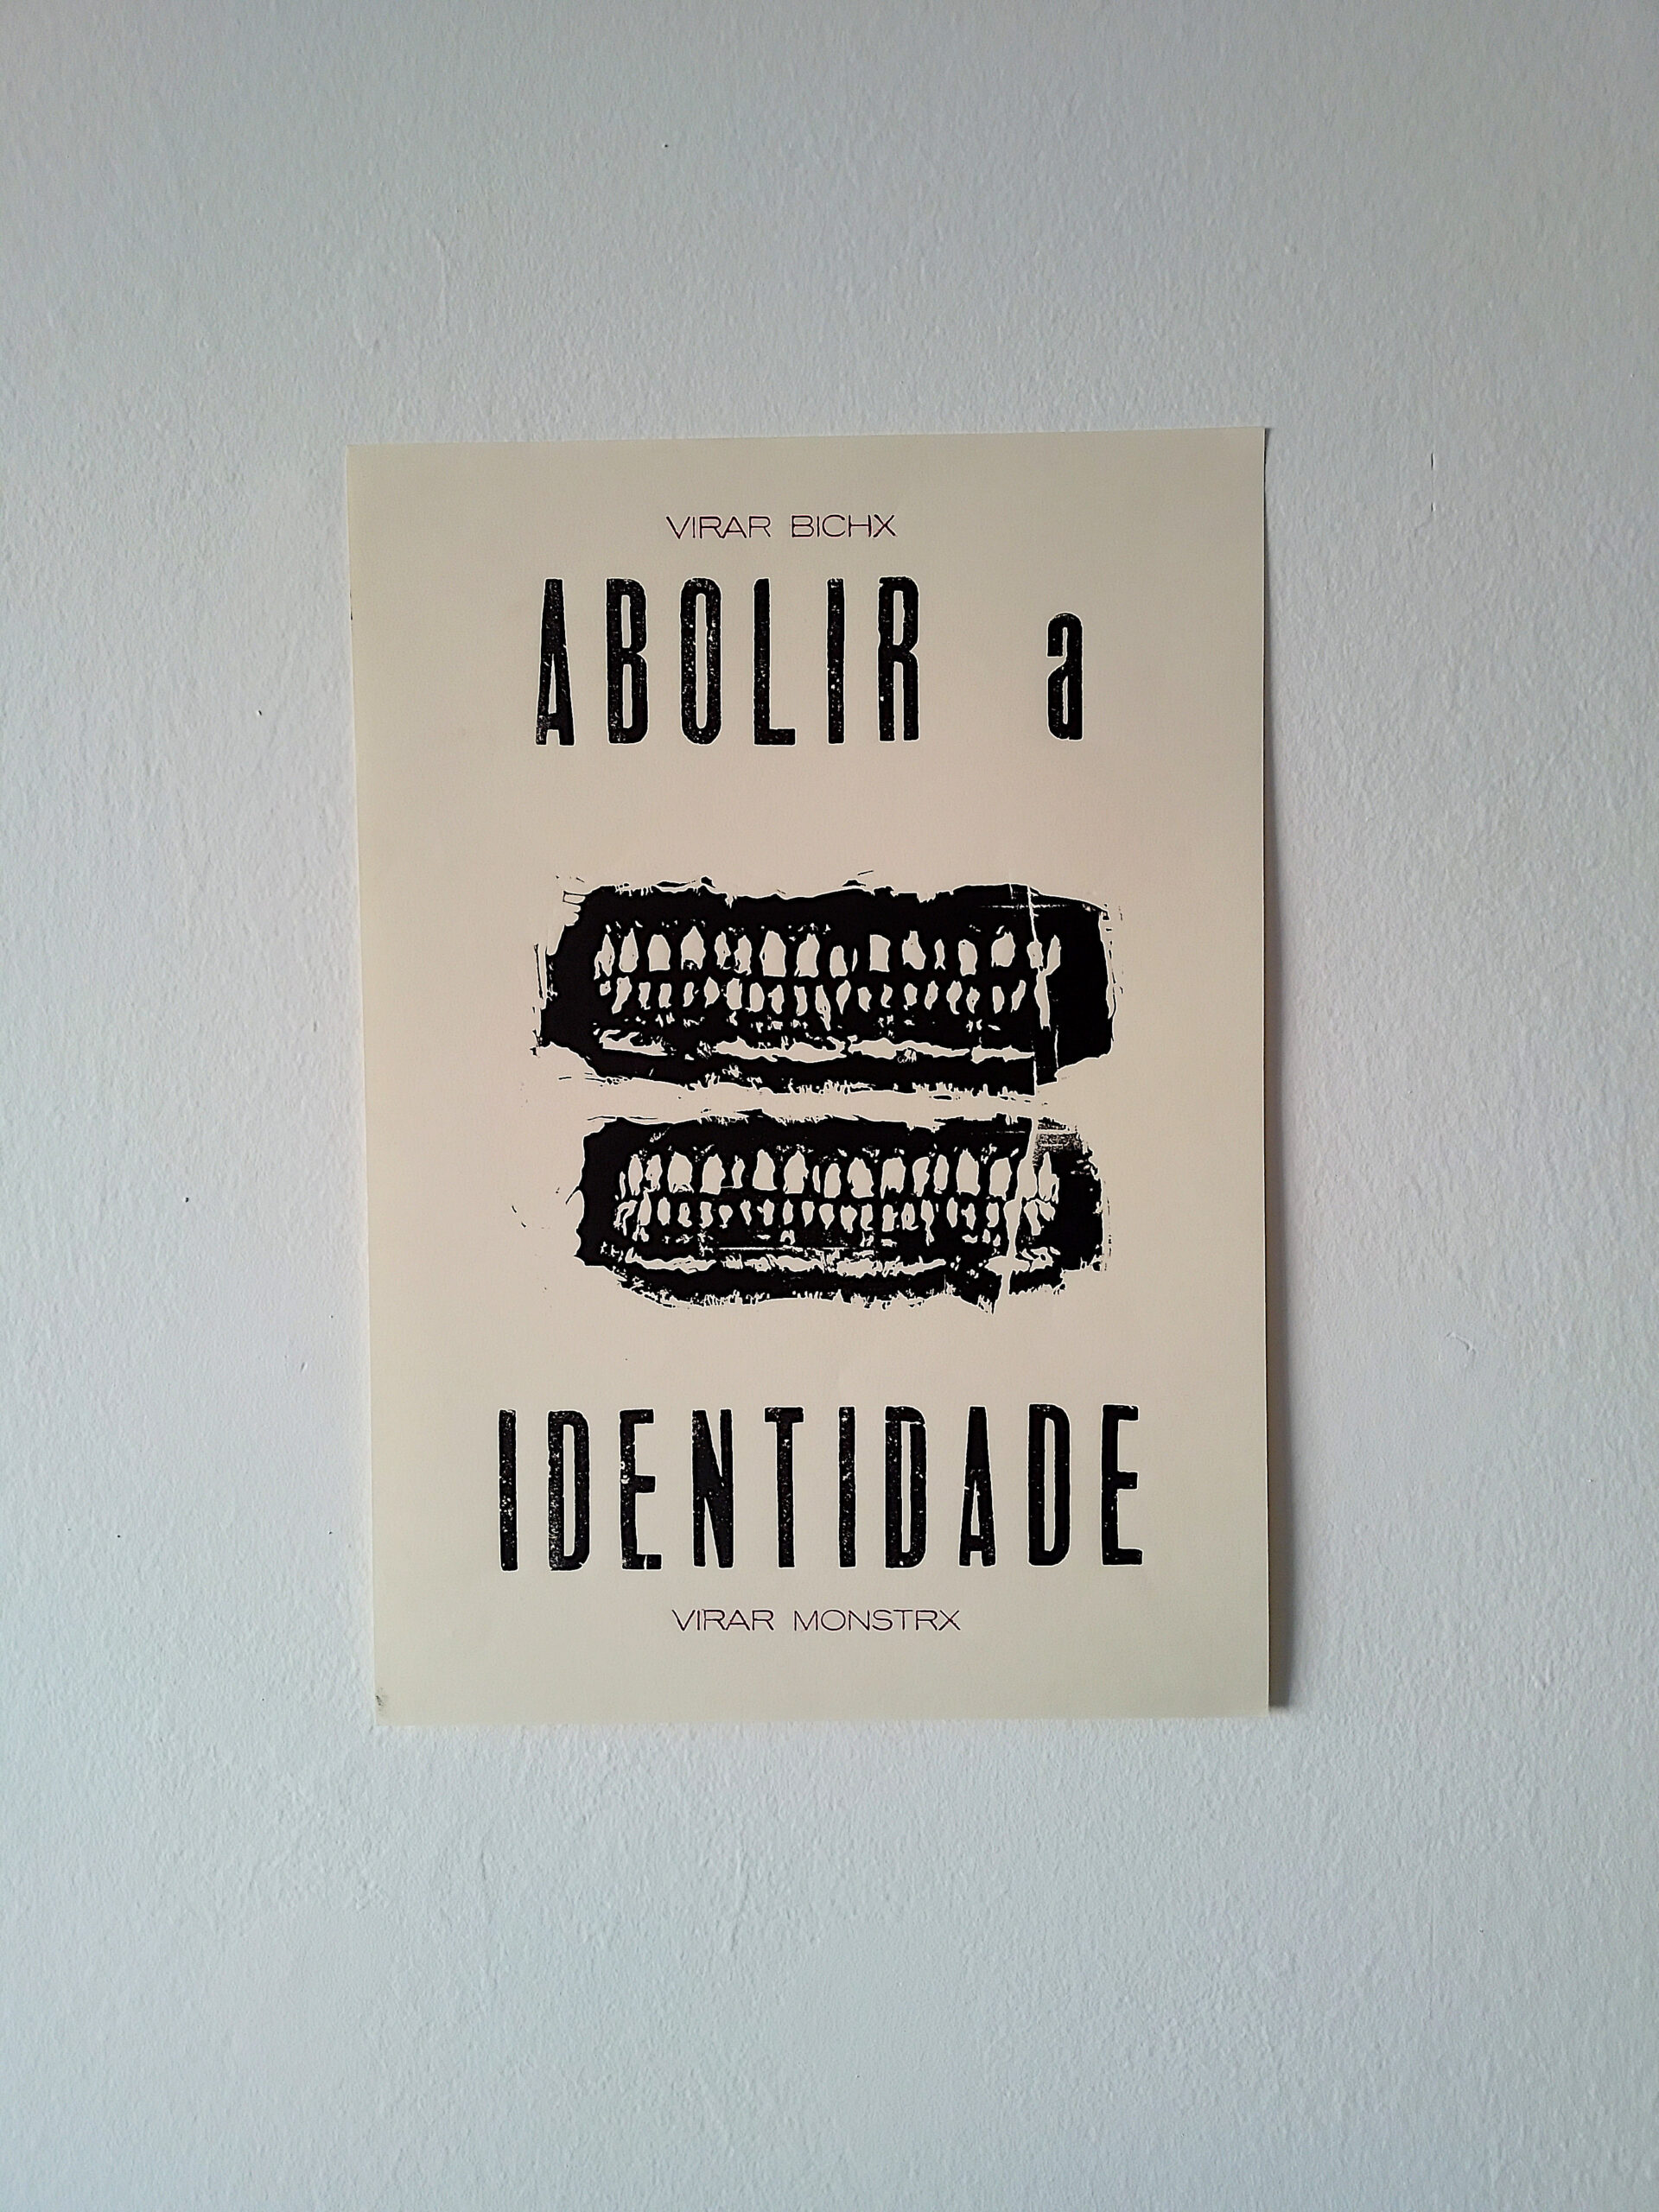 VIRAR BICHX
ABOLIR a
IDENTIDADE
VIRAR MONSTRX